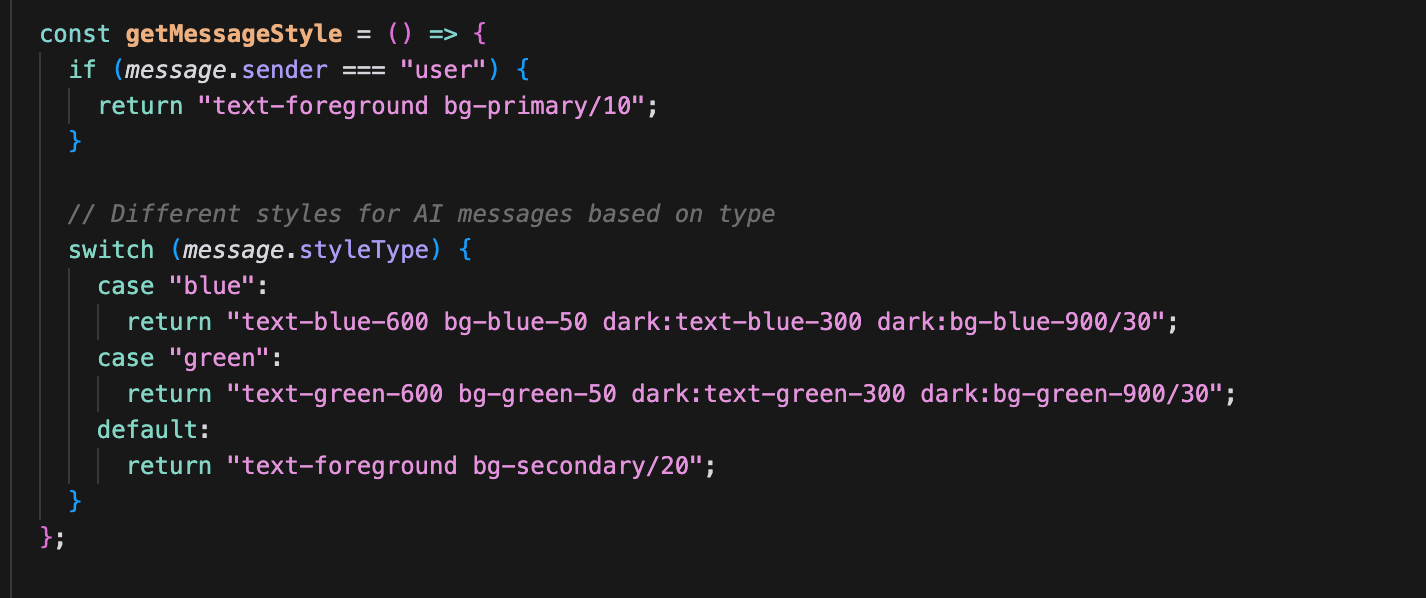 const getMessageStyle = () => {
if (message.sender === "user") {
return "text-foreground bg-primary/10";
}
// Different styles for AI messages based on type
switch (message.styleType) {
case "blue":
return "text-blue-600 bg-blue-50 dark:text-blue-300 dark:bg-blue-900/30";
case "green":
return "text-green-600 bg-green-50 dark:text-green-300 dark:bg-green-900/30";
default:
return "text-foreground bg-secondary/20";
}
};